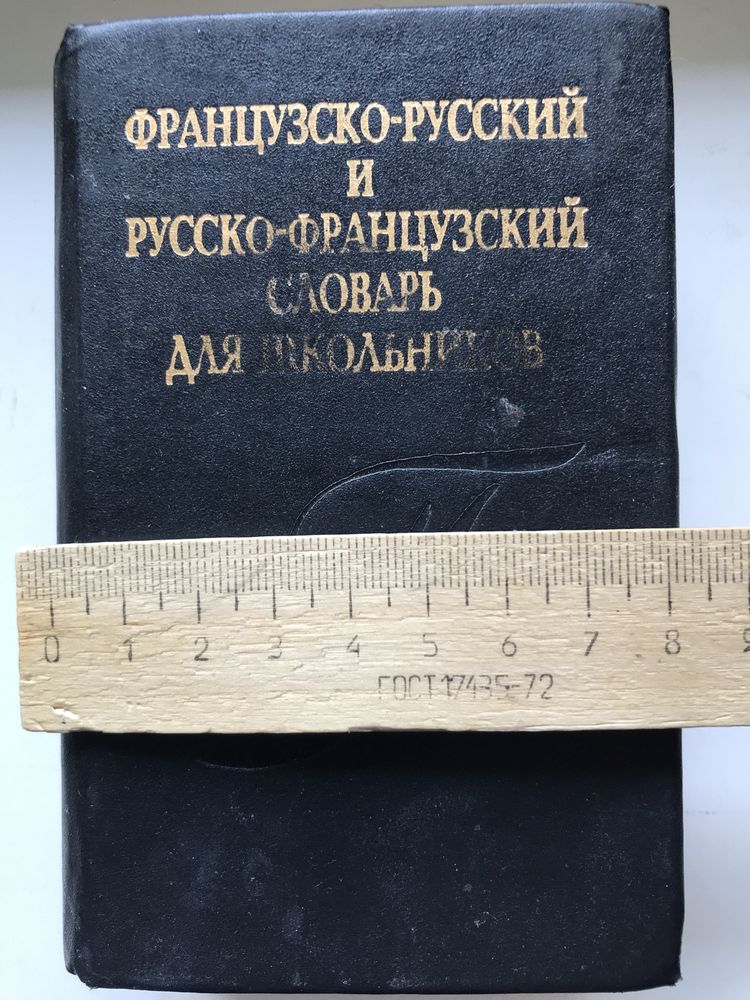 ФРАНЦУЗСКО-РУССКИЙ
И
РУССКО-ФРАНЦУЗСКИЙ
СЛОВАРЬ
ДЛЯ ШКОЛЬНИКОВ
0 1 2 3 4 5 6 7 8 9
ГОСТ 17435-72